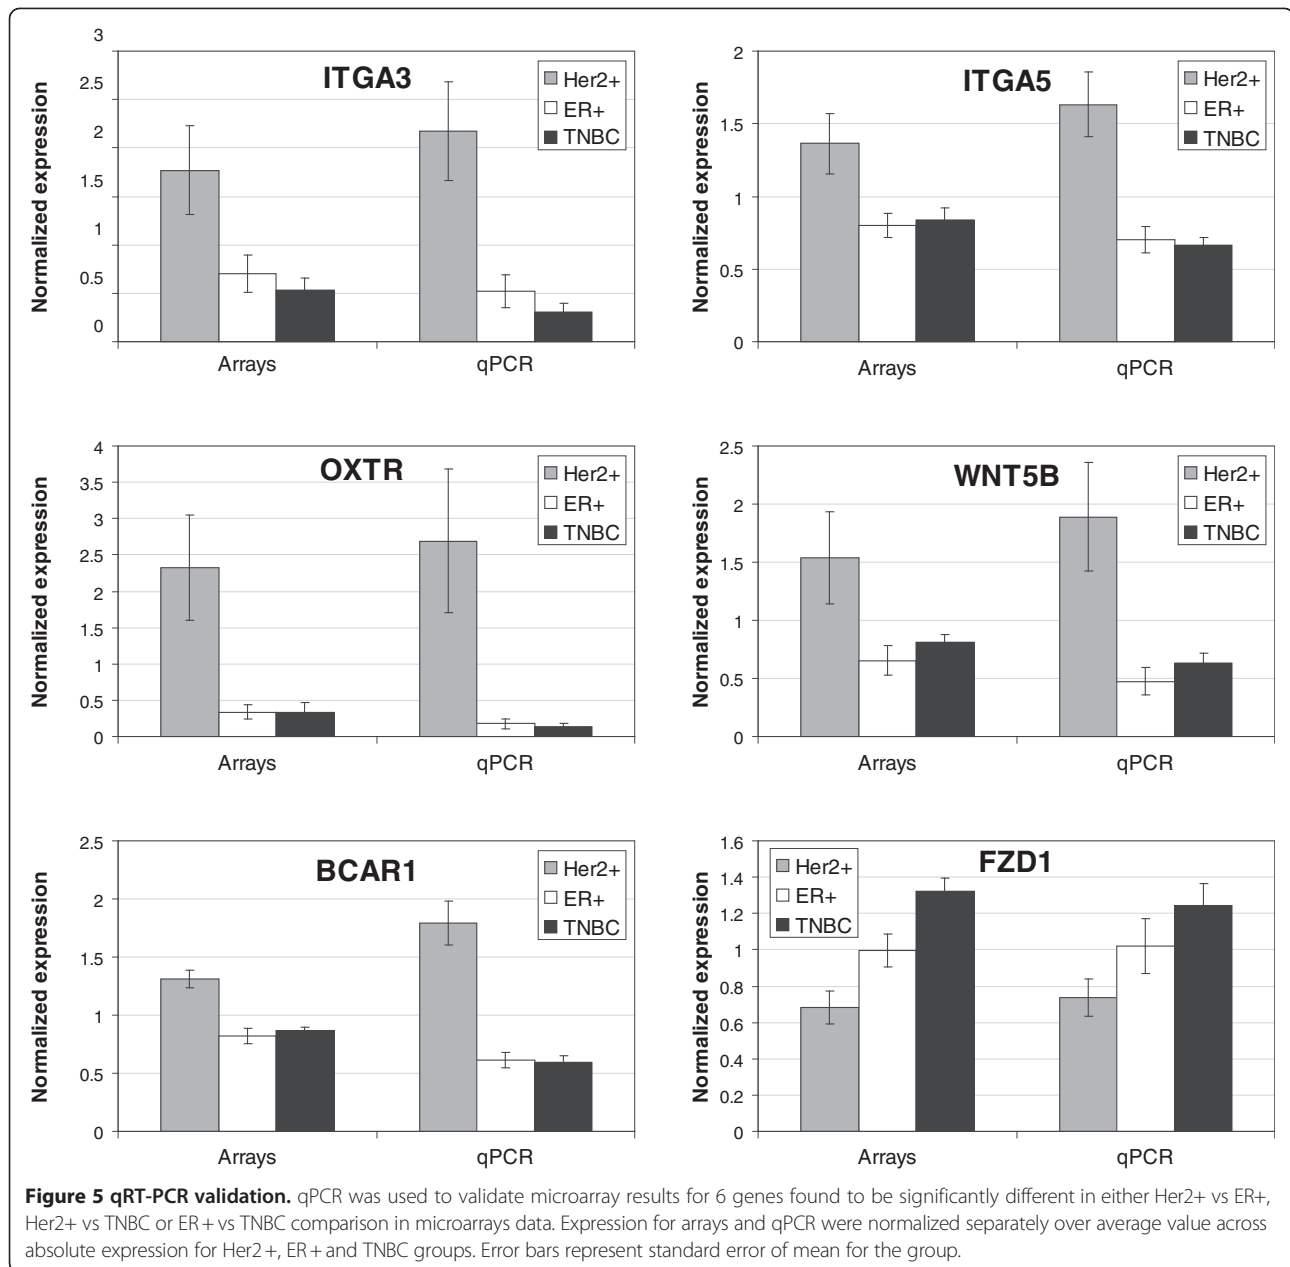 ITGA3
Normalized expression
3
2.5
2
1.5
1
0.5
0
Her2+
ER+
TNBC
Arrays
qPCR
ITGA5
Normalized expression
2
1.5
1
0.5
0
Her2+
ER+
TNBC
Arrays
qPCR
OXTR
Normalized expression
4
3.5
3
2.5
2
1.5
1
0.5
0
Her2+
ER+
TNBC
Arrays
qPCR
WNT5B
Normalized expression
2.5
2
1.5
1
0.5
0
Her2+
ER+
TNBC
Arrays
qPCR
BCAR1
Normalized expression
2.5
2
1.5
1
0.5
0
Her2+
ER+
TNBC
Arrays
qPCR
FZD1
Normalized expression
1.6
1.4
1.2
1
0.8
0.6
0.4
0.2
0
Her2+
ER+
TNBC
Arrays
qPCR
Figure 5 qRT-PCR validation. qPCR was used to validate microarray results for 6 genes found to be significantly different in either Her2+ vs ER+,
Her2+ vs TNBC or ER + vs TNBC comparison in microarrays data. Expression for arrays and qPCR were normalized separately over average value across
absolute expression for Her2 +, ER + and TNBC groups. Error bars represent standard error of mean for the group.